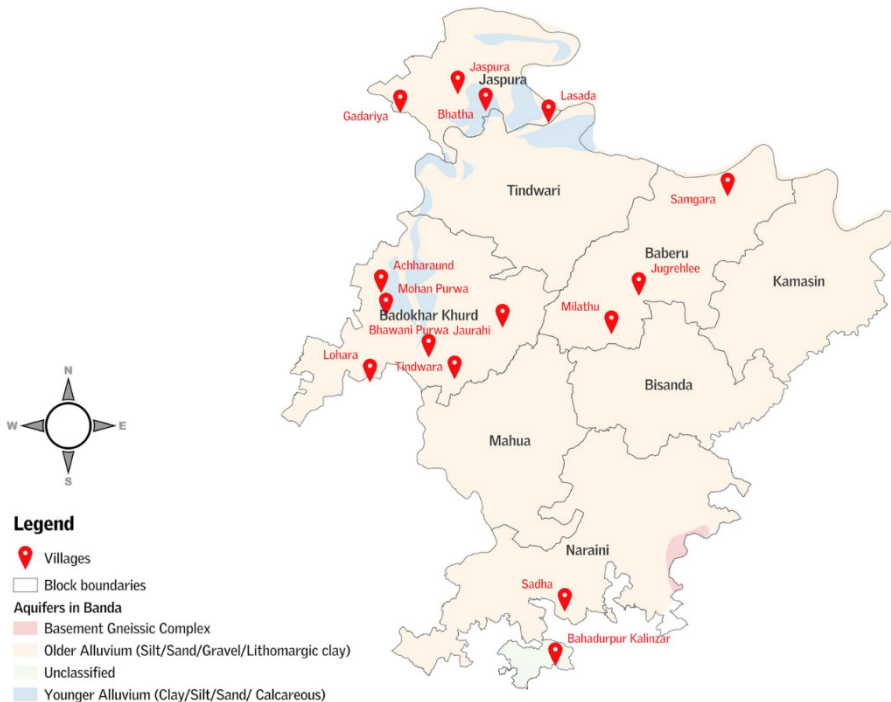 Jaspura
Jaspura
Gadariya
Bhatha
Lasada
Tindwari
Samgara
Baberu
Jugrehlee
Kamasin
Achharaund
Mohan Purwa
Badokhar Khurd
Milathu
Bhawani Purwa
Jaurahi
Lohara
Tindwara
Bisanda
Mahua
N
W
E
S
Naraini
Sadha
Bahadurpur Kalinzar
Legend
Villages
Block boundaries
Aquifers in Banda
Basement Gneissic Complex
Older Alluvium (Silt/Sand/Gravel/Lithomargic clay)
Unclassified
Younger Alluvium (Clay/Silt/Sand/ Calcareous)